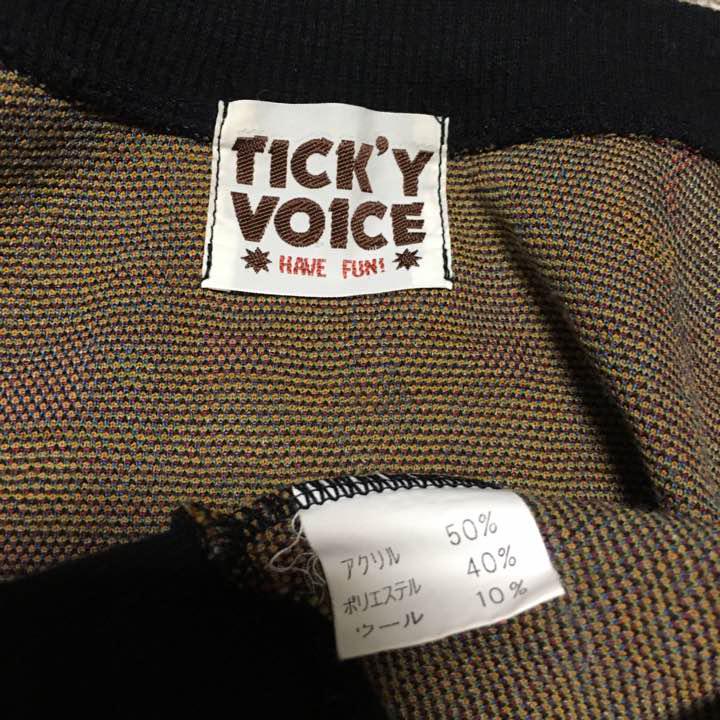 TICK'Y
VOICE
HAVE FUN!
アクリル 50%
ポリエステル 40%
ウール 10%